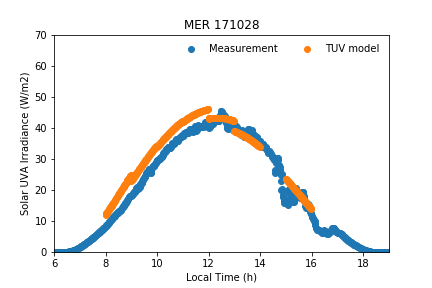 MER 171028
Measurement TUV model
Solar UVA Irradiance (W/m2)
70
60
50
40
30
20
10
0
6 8 10 12 14 16 18
Local Time (h)